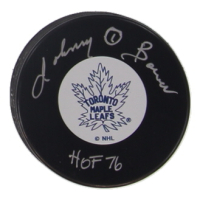 Johnny 1 Bower
TORONTO
MAPLE
LEAFS
© NHL
HOF 76